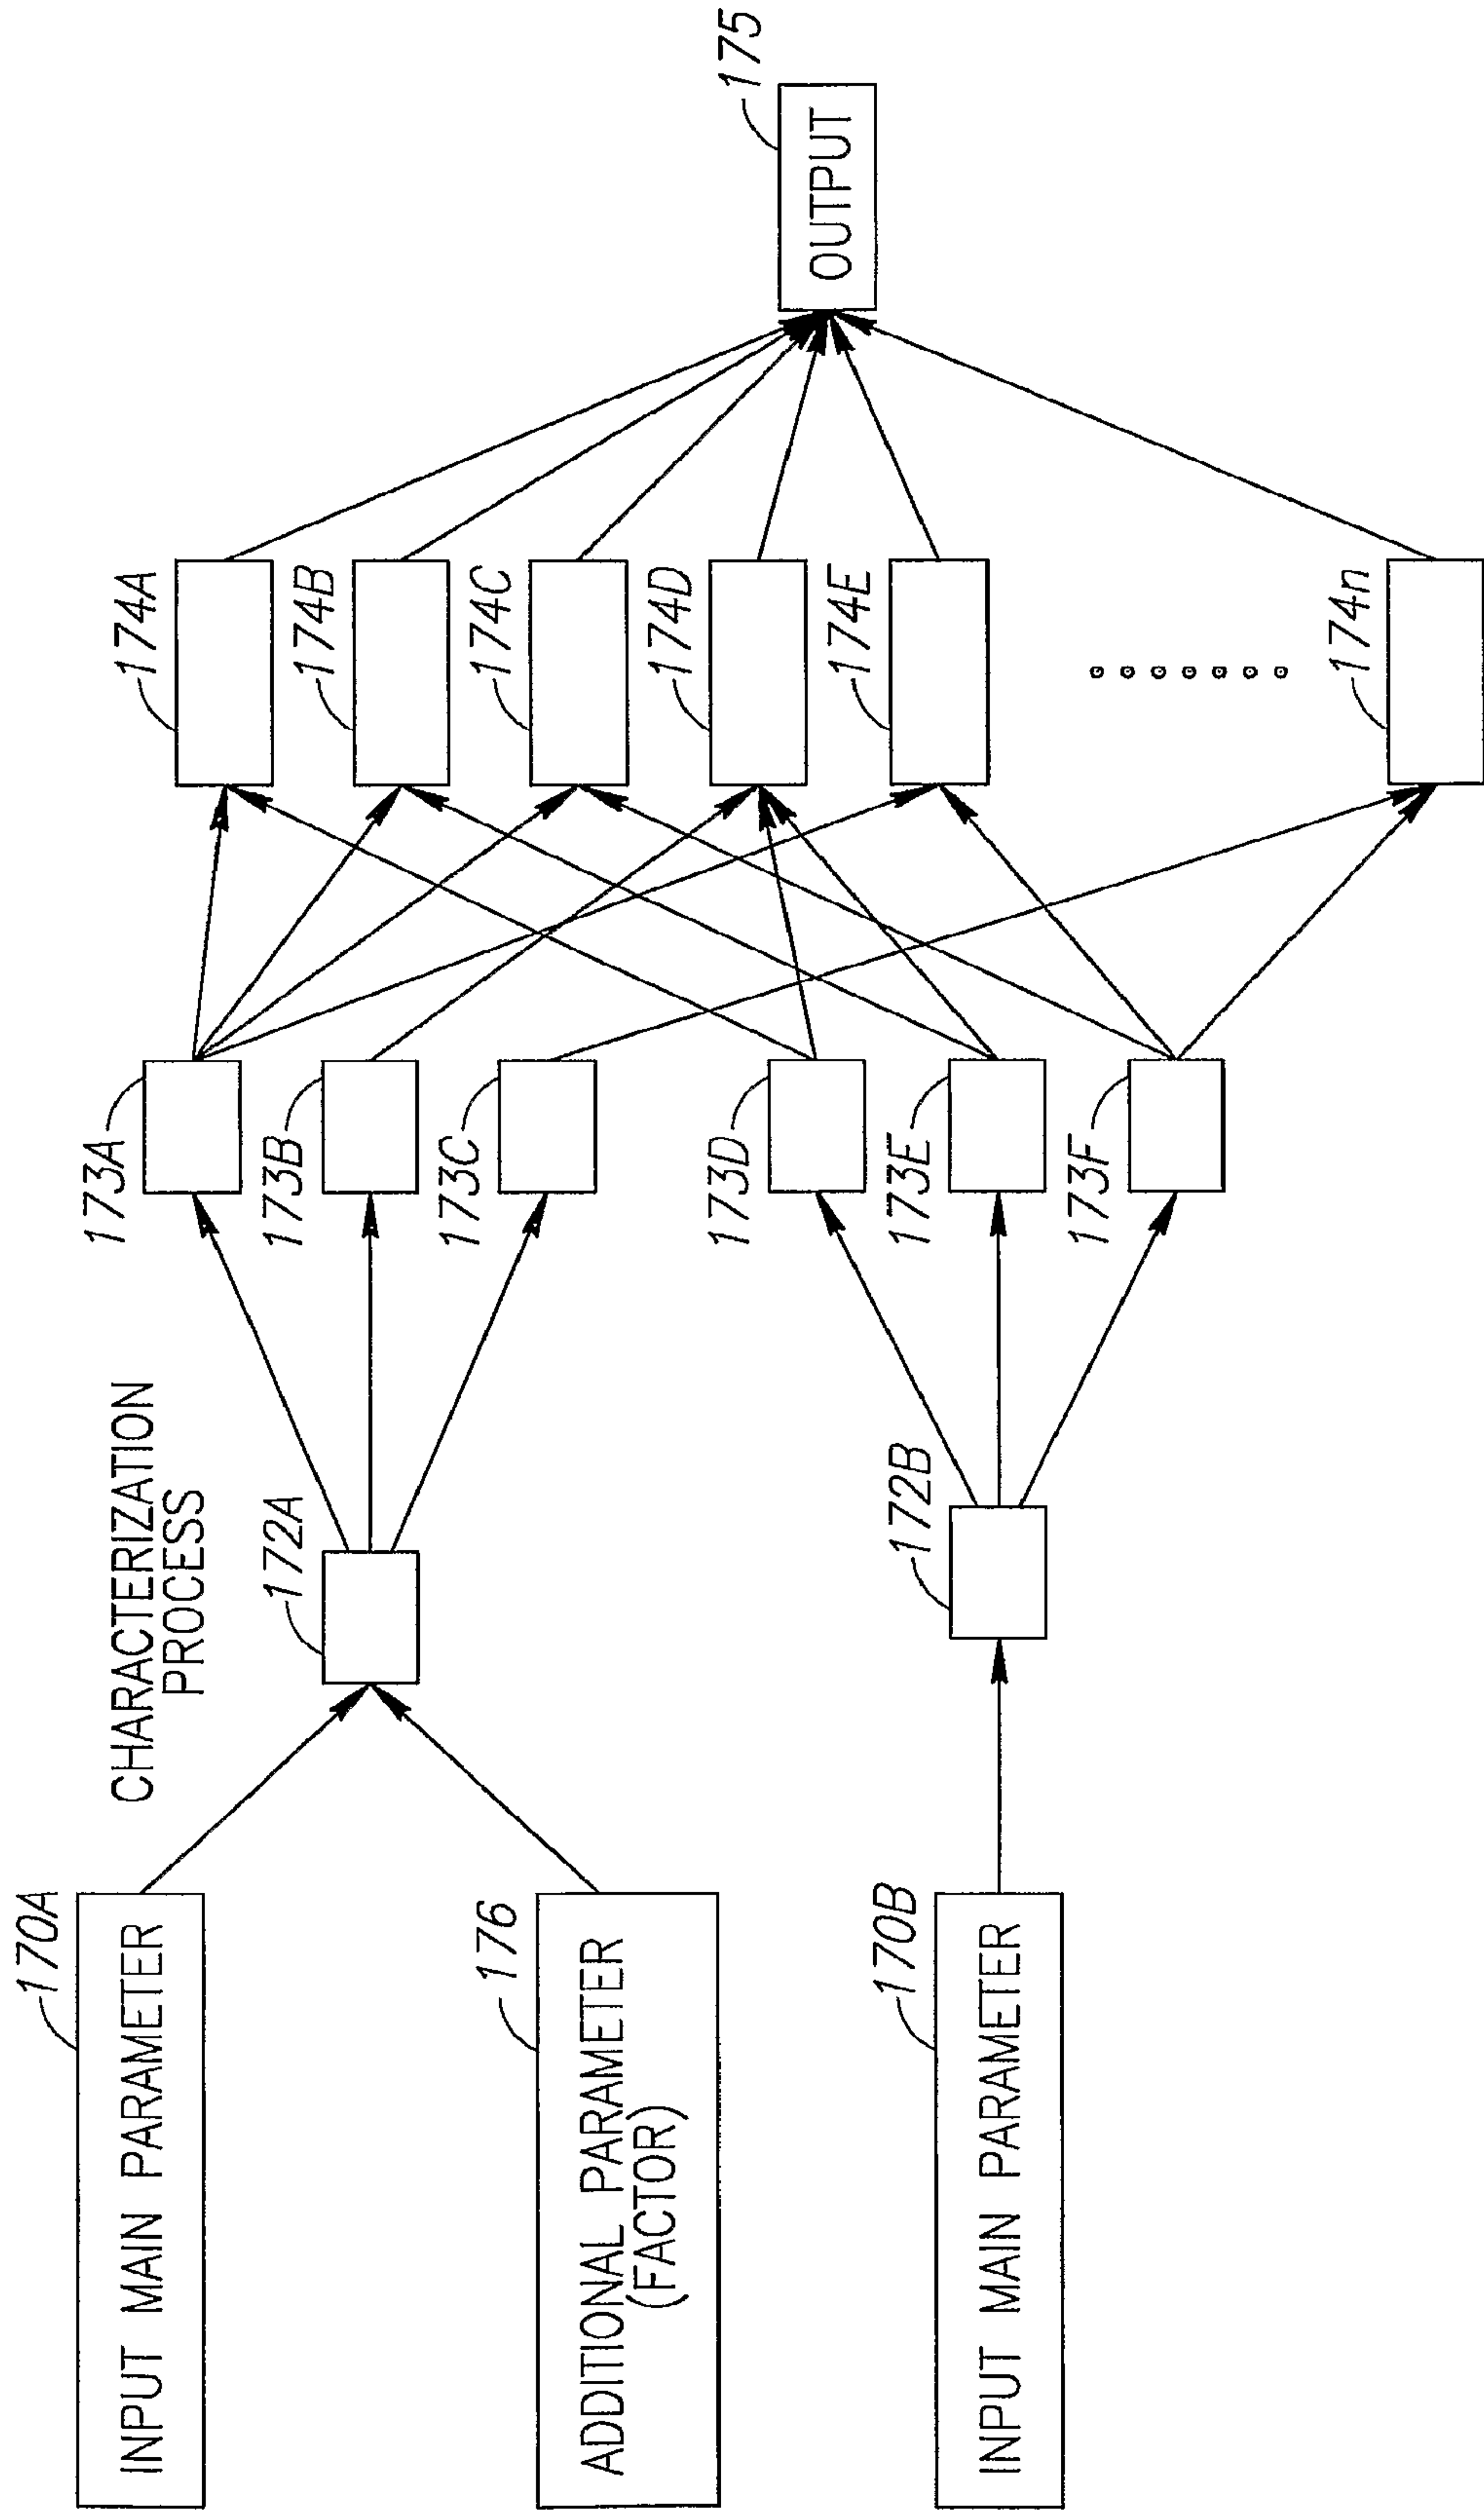 170A
INPUT MAIN PARAMETER
176
ADDITIONAL PARAMETER
(FACTOR)
170B
INPUT MAIN PARAMETER
CHARACTERIZATION
PROCESS
172A
172B
173A
173B
173C
173D
173E
173F
174A
174B
174C
174D
174E
174n
175
OUTPUT